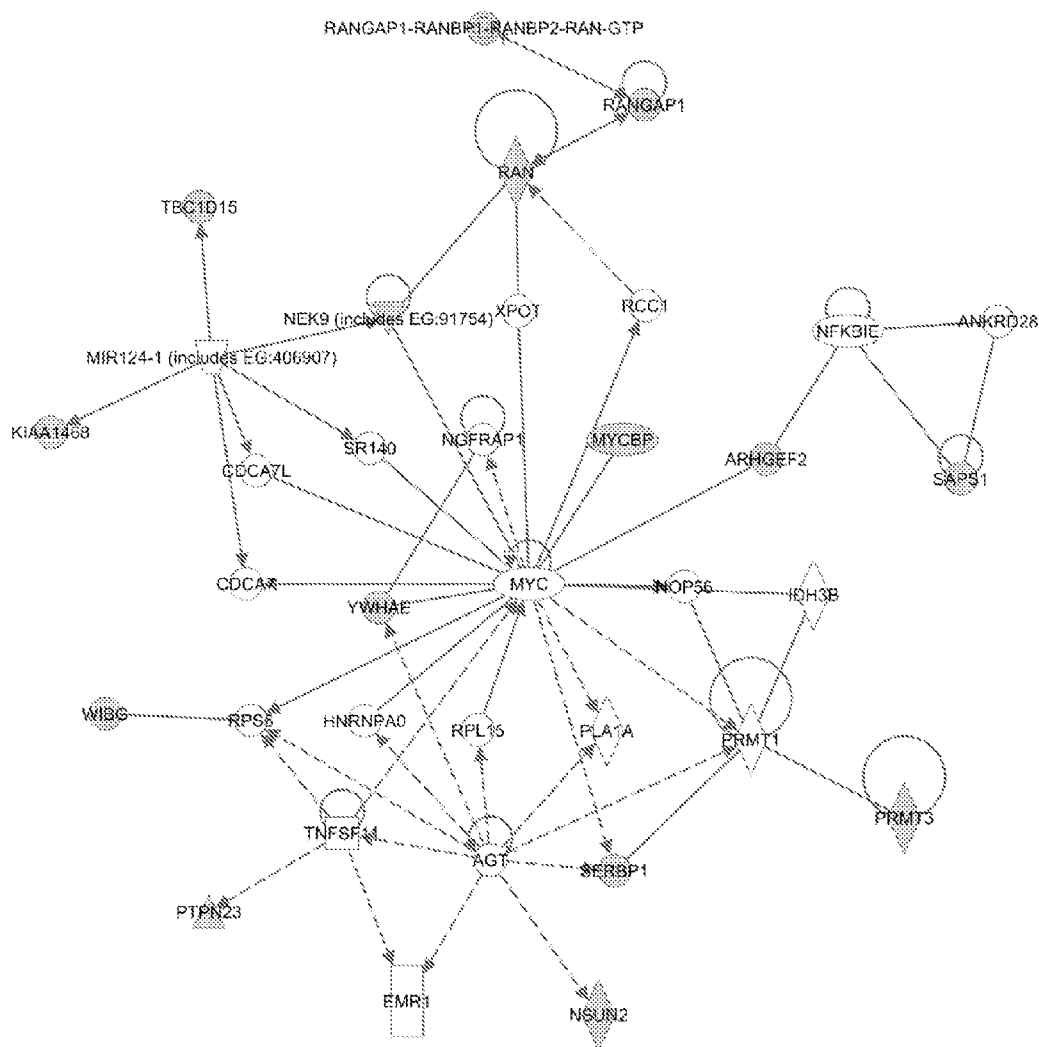 RANGAP1-RANBP1-RANBP2-RAN-GTP
RANGAP1
RAN
TBC1D15
NEK9 (includes EG:91754)
XPOT
RCC1
NFKBIE
ANKRD28
MIR124-1 (includes EG:406907)
KIAA1468
SR140
NGFRAP1
MYCBP
CDCA7L
ARHGEF2
SAPS1
CDCA7
MYC
NOP56
IDH3B
YWHAE
WIBG
RPS6
HNRNPA0
RPL15
PLA1A
PRMT1
TNFSF11
AGT
SERBP1
PRMT3
PTPN23
EMR1
NSUN2